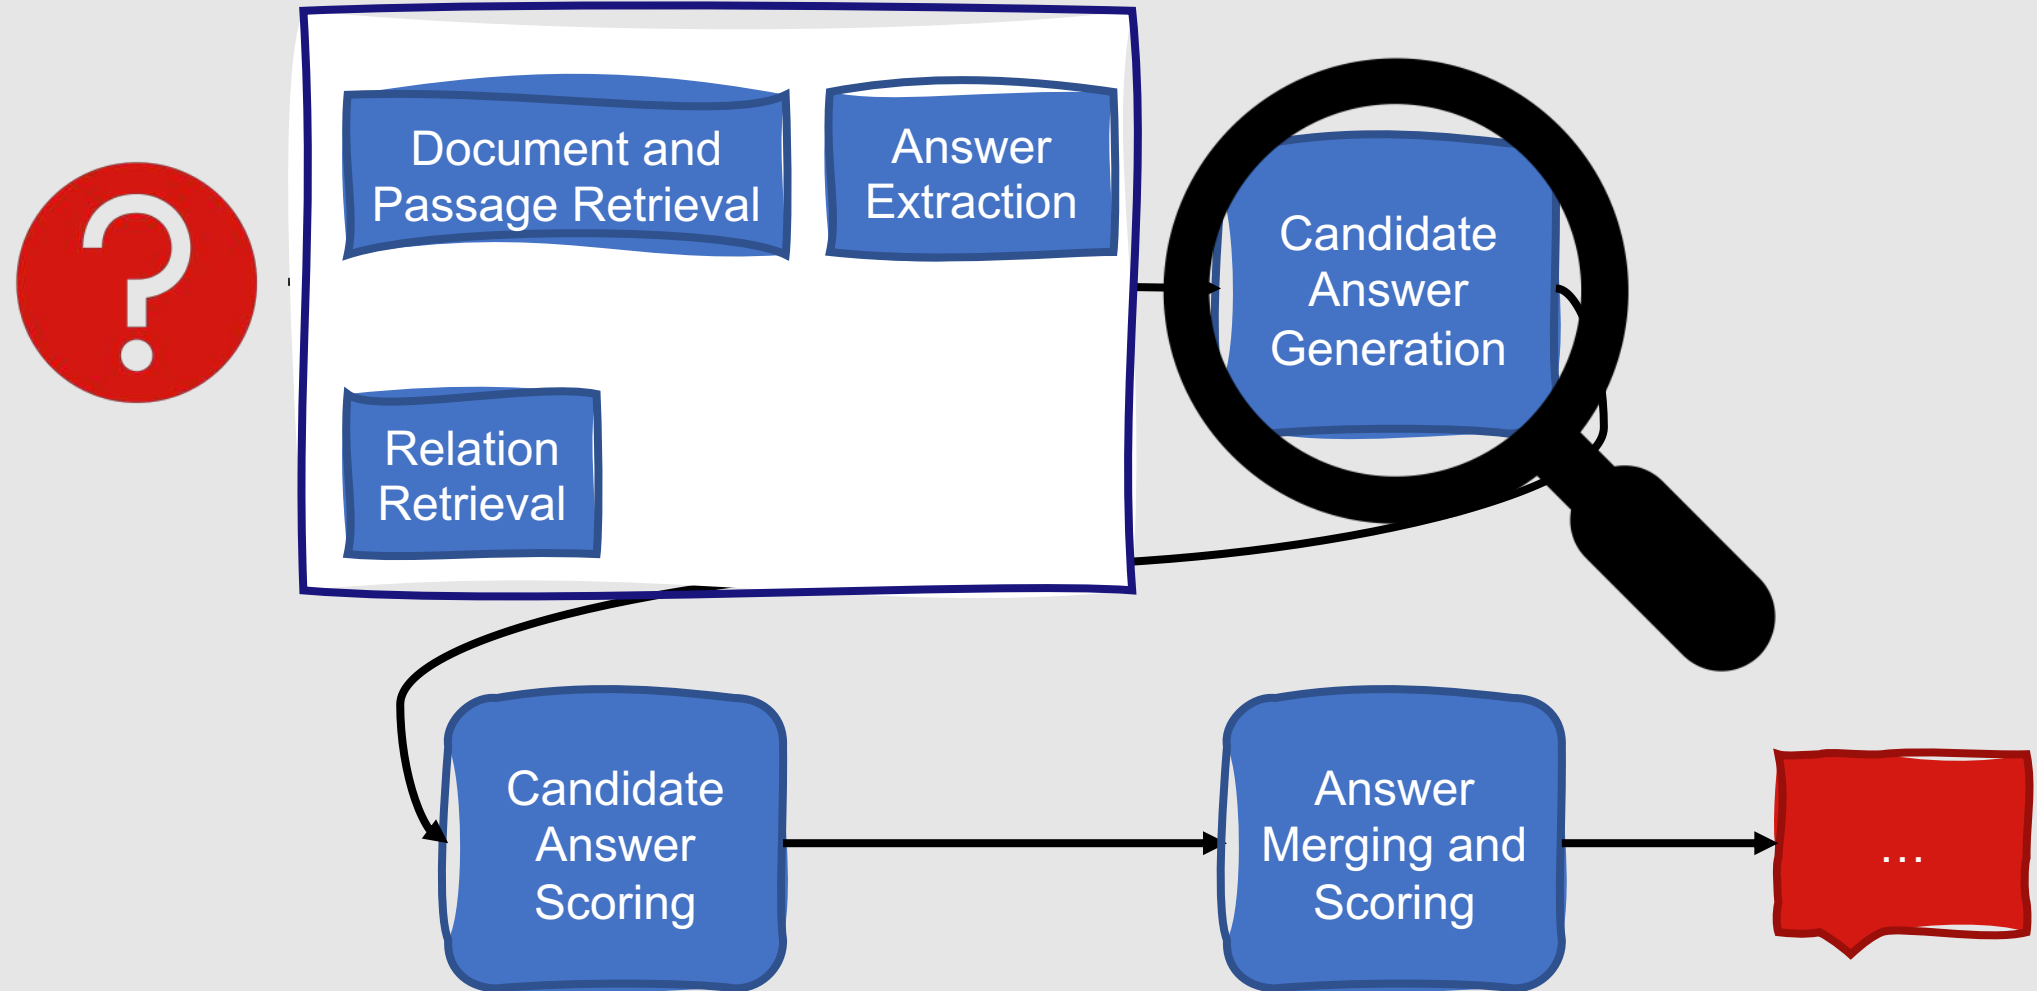 Document and
Passage Retrieval
Answer
Extraction
Candidate
Answer
Generation
Relation
Retrieval
Candidate
Answer
Scoring
Answer
Merging and
Scoring
...